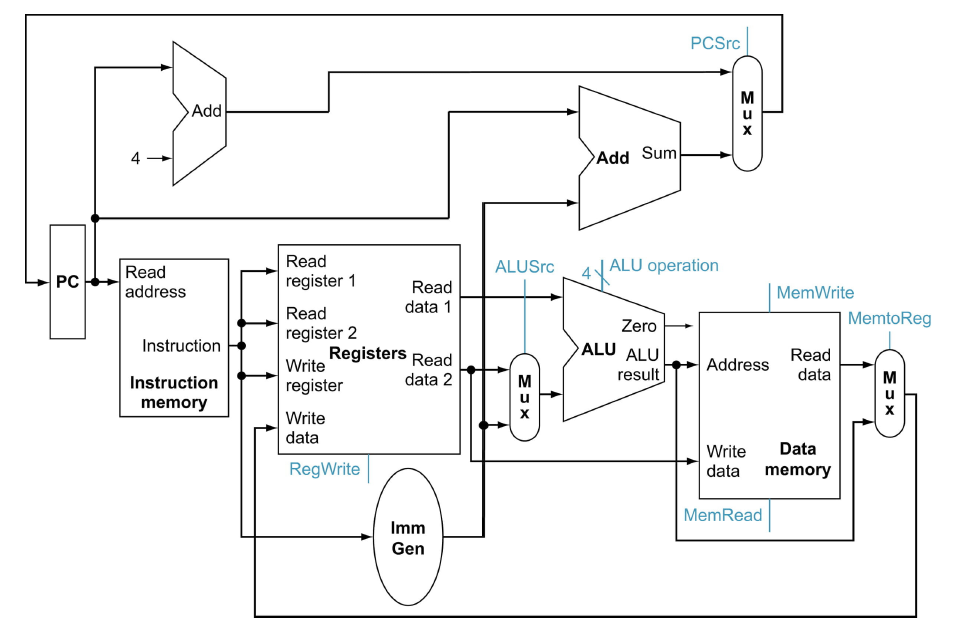 PCSrc
Add
4
Add Sum
M
u
x
PC
Read
address
Instruction
Instruction
memory
Read
register 1
Read
register 2
Write
register
Write
data
Registers
Read
data 1
Read
data 2
RegWrite
Imm
Gen
ALUSrc
M
u
x
4
ALU operation
Zero
ALU
ALU
result
MemWrite
Address
Read
data
Write
data
Data
memory
MemRead
MemtoReg
M
u
x